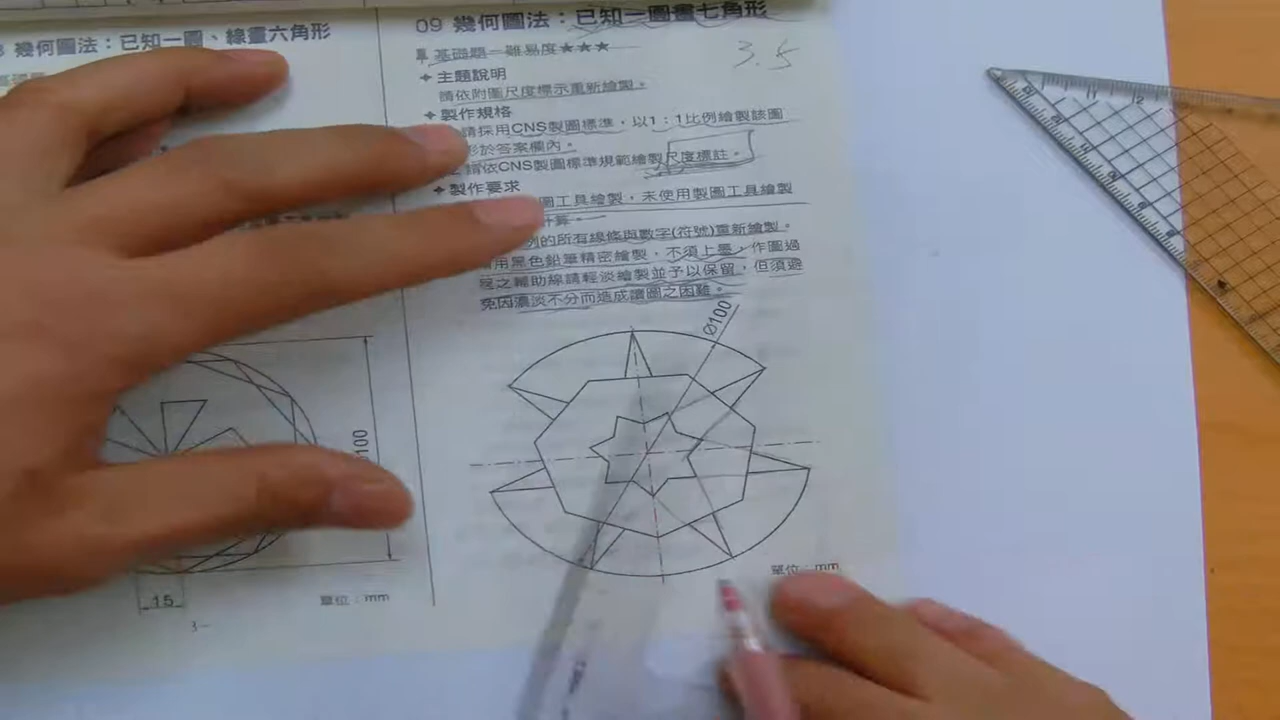 幾何圖法：已知一圓、線畫六角形
100
15
單位：mm
3-
09 幾何圖法：已知一圓畫七角形
基礎題－難易度★★★
3.5
✦主題說明
請依附圖尺度標示重新繪製。
✦製作規格
請採用CNS製圖標準，以1：1比例繪製該圖
形於答案欄內。
請依CNS製圖標準規範繪製尺度標註。
✦製作要求
圖工具繪製，未使用製圖工具繪製
計算。
例的所有線條與數字(符號)重新繪製。
用黑色鉛筆精密繪製，不須上墨，作圖過
程之輔助線請輕淡繪製並予以保留，但須避
免因濃淡不分而造成讀圖之困難。
Ø100
單位：mm
11
12